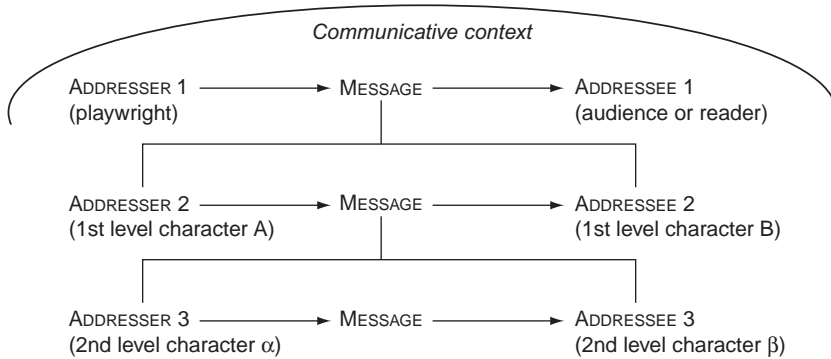 Communicative context
ADDRESSER 1 MESSAGE ADDRESSEE 1
(playwright) (audience or reader)
ADDRESSER 2 MESSAGE ADDRESSEE 2
(1st level character A) (1st level character B)
ADDRESSER 3 MESSAGE ADDRESSEE 3
(2nd level character α) (2nd level character β)